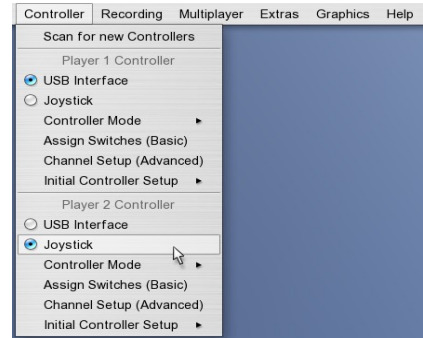 Controller Recording Multiplayer Extras Graphics Help
Scan for new Controllers
Player 1 Controller
USB Interface
Joystick
Controller Mode
Assign Switches (Basic)
Channel Setup (Advanced)
Initial Controller Setup
Player 2 Controller
USB Interface
Joystick
Controller Mode
Assign Switches (Basic)
Channel Setup (Advanced)
Initial Controller Setup